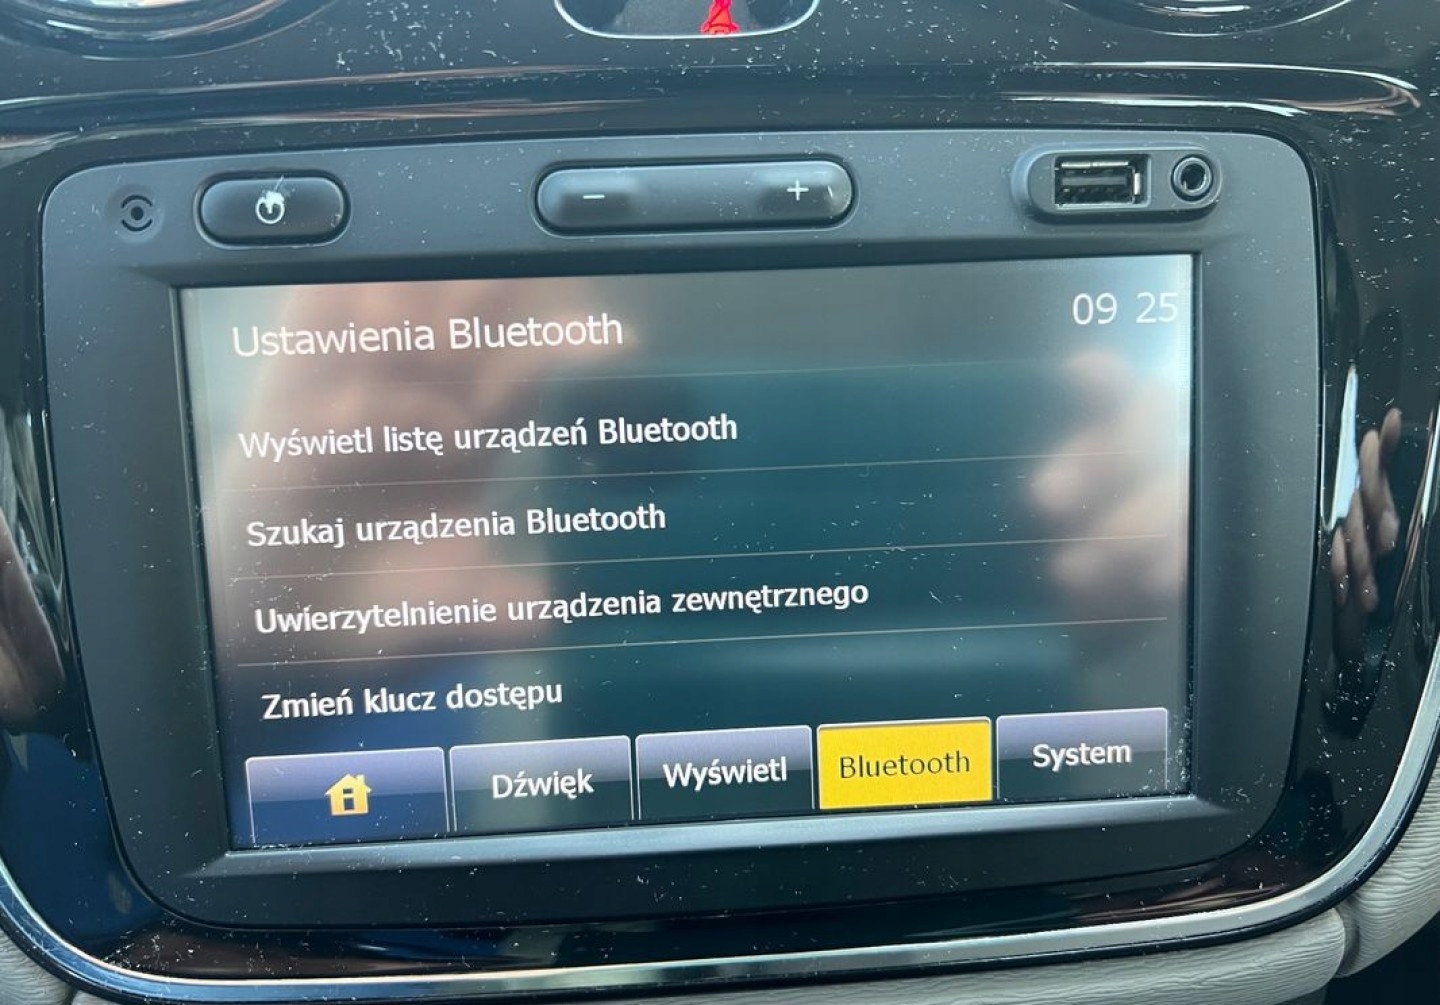 Ustawienia Bluetooth
09 25
Wyświetl listę urządzeń Bluetooth
Szukaj urządzenia Bluetooth
Uwierzytelnienie urządzenia zewnętrznego
Zmień klucz dostępu
Dźwięk
Wyświetl
Bluetooth
System